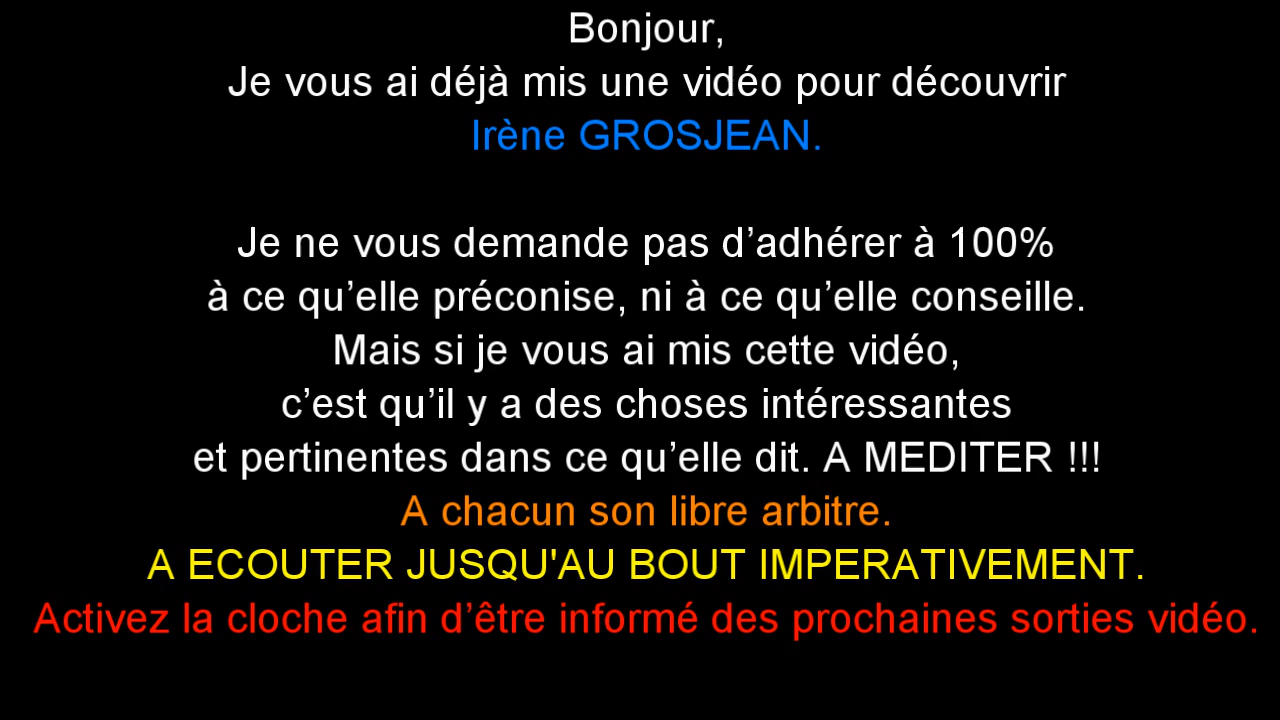 Bonjour,
Je vous ai déjà mis une vidéo pour découvrir
Irène GROSJEAN.
Je ne vous demande pas d’adhérer à 100%
à ce qu’elle préconise, ni à ce qu’elle conseille.
Mais si je vous ai mis cette vidéo,
c’est qu’il y a des choses intéressantes
et pertinentes dans ce qu’elle dit. A MEDITER !!!
A chacun son libre arbitre.
A ECOUTER JUSQU'AU BOUT IMPERATIVEMENT.
Activez la cloche afin d’être informé des prochaines sorties vidéo.